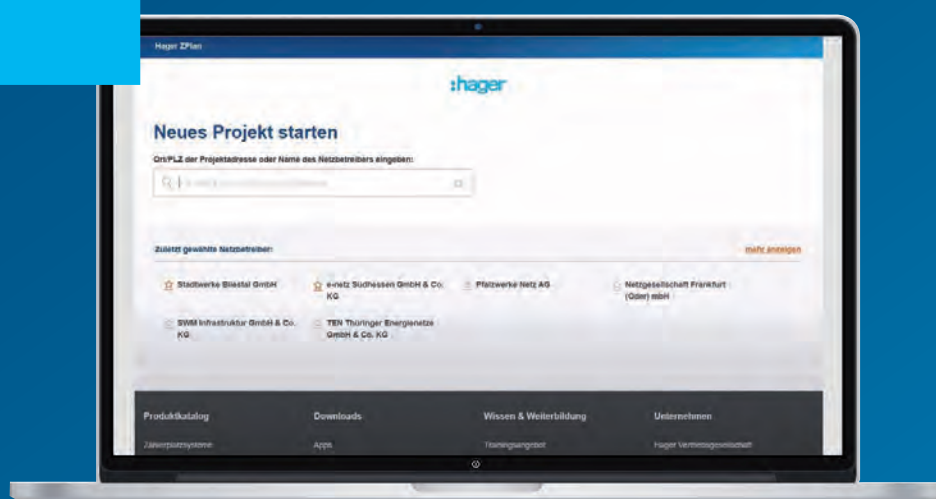 Hager ZPlan
:hager
Neues Projekt starten
Ort/PLZ der Projektadresse oder Name des Netzbetreibers eingeben:
Zuletzt gewählte Netzbetreiber:
mehr anzeigen
Stadtwerke Bliestal GmbH
e-netz Südhessen GmbH & Co. KG
Pfalzwerke Netz AG
Netzgesellschaft Frankfurt
(Oder) mbH
SWM Infrastruktur GmbH & Co.
KG
TEN Thüringer Energienetze
GmbH & Co. KG
Produktkatalog
Downloads
Wissen & Weiterbildung
Unternehmen
Zählerplatzsysteme
Apps
Trainingsangebot
Hager Vertriebsgesellschaft